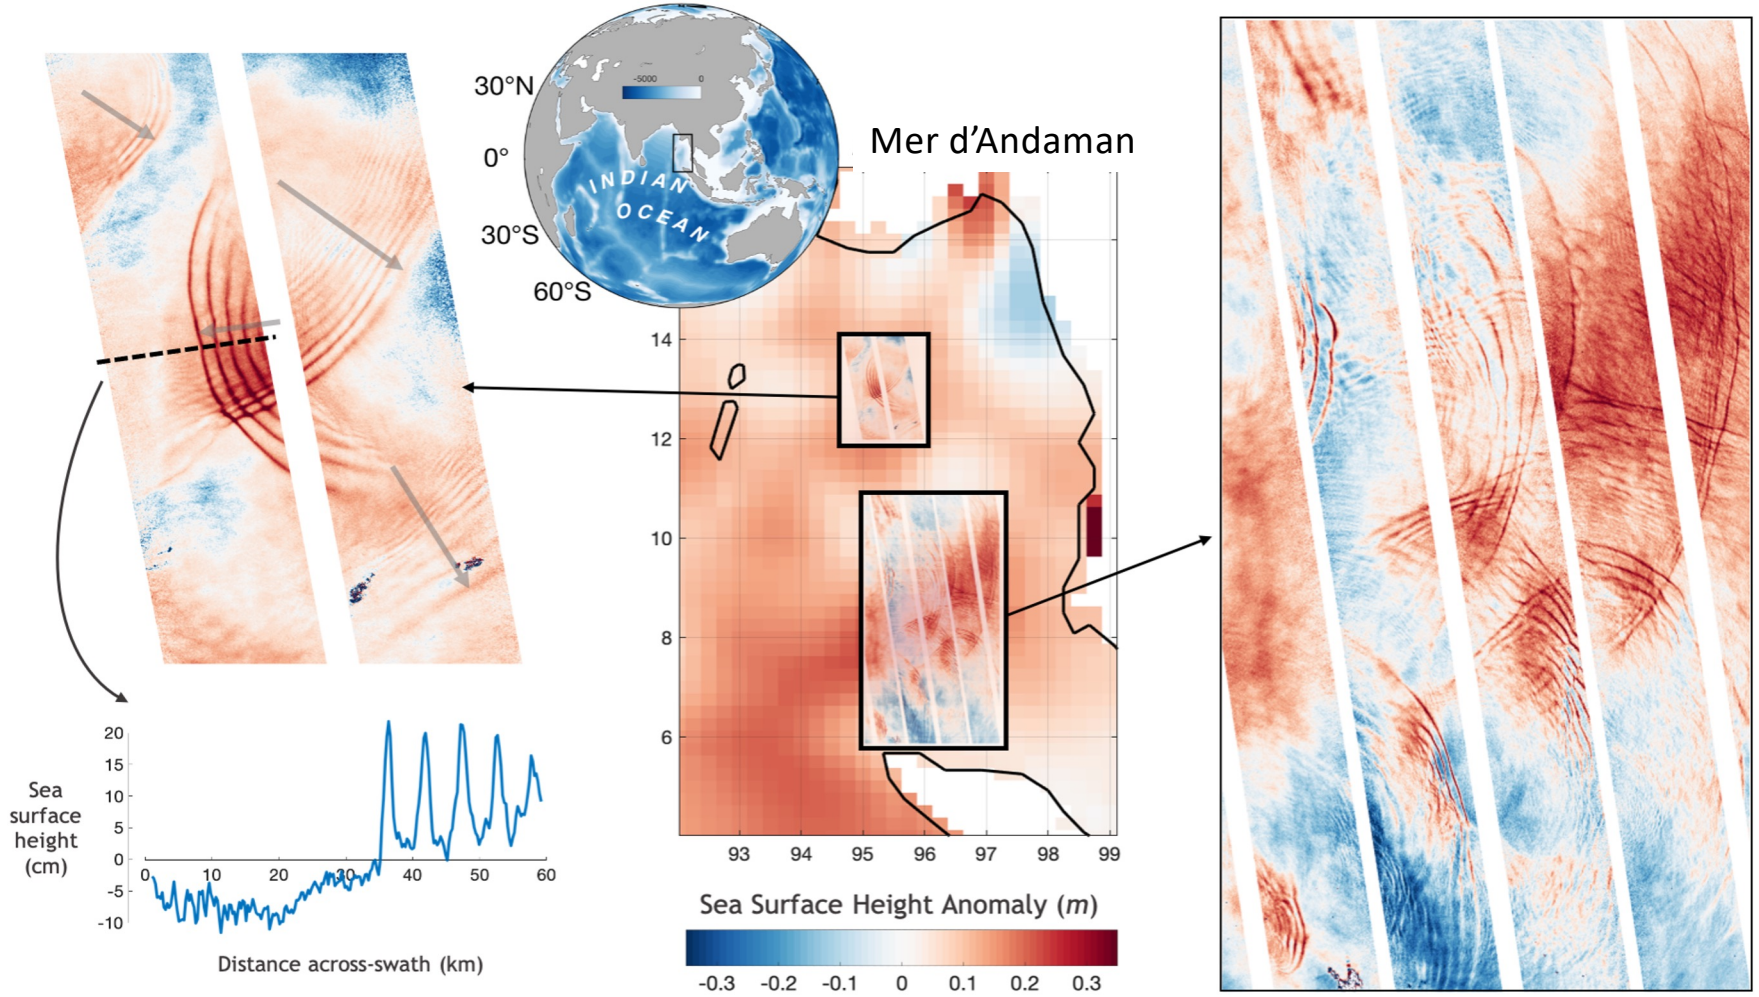 Mer d’Andaman
30°N
0°
30°S
60°S
-5000 0
INDIAN
OCEAN
14
12
10
8
6
93 94 95 96 97 98 99
Sea Surface Height Anomaly (m)
-0.3 -0.2 -0.1 0 0.1 0.2 0.3
20
15
10
5
0
-5
-10
Sea
surface
height
(cm)
0 10 20 30 40 50 60
Distance across-swath (km)